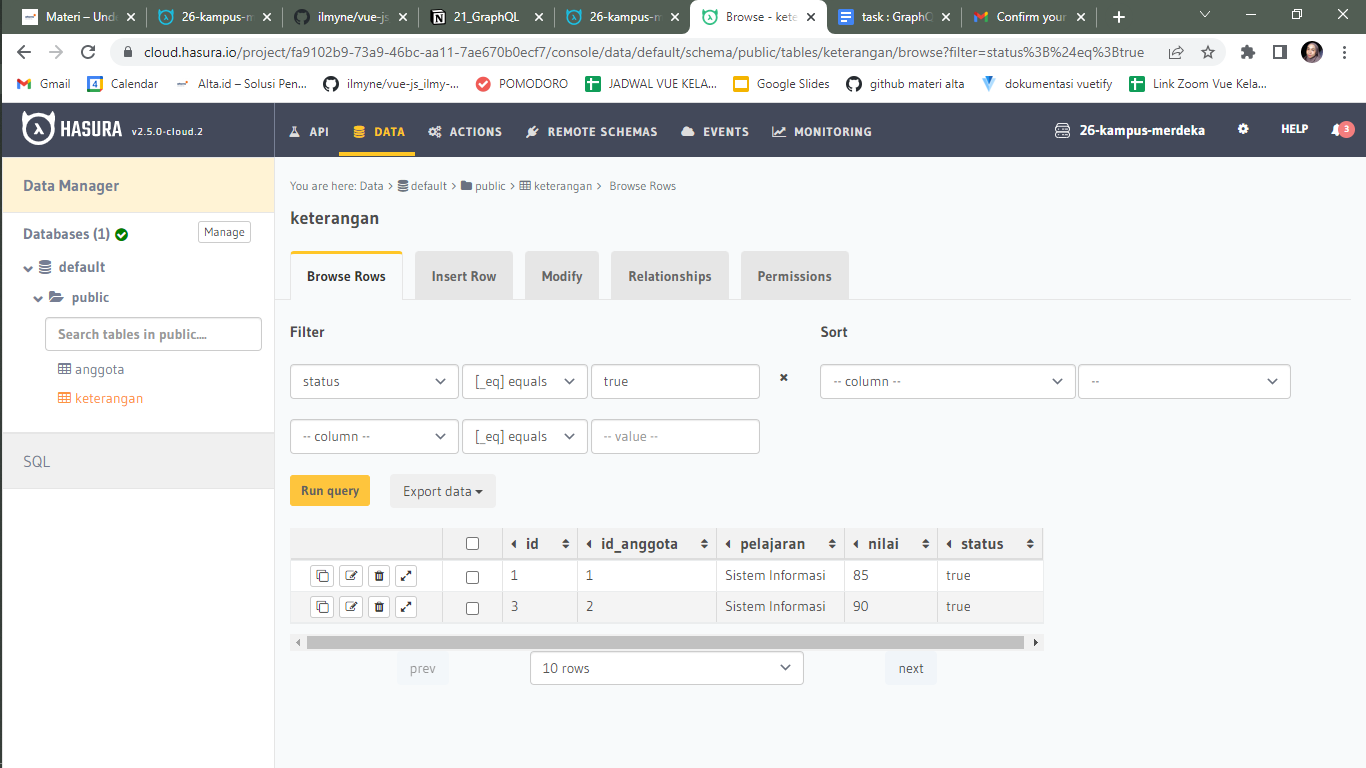 Materi – Und
26-kampus-m
ilmyne/vue-js
21_GraphQL
26-kampus-m
Browse - kete
task : GraphQ
Confirm your
cloud.hasura.io/project/fa9102b9-73a9-46bc-aa11-7ae670b0ecf7/console/data/default/schema/public/tables/keterangan/browse?filter=status%3B%24eq%3Btrue
Gmail
Calendar
Alta.id – Solusi Pen...
ilmyne/vue-js_ilmy-...
POMODORO
JADWAL VUE KELA...
Google Slides
github materi alta
dokumentasi vuetify
Link Zoom Vue Kela...
HASURA v2.5.0-cloud.2
API
DATA
ACTIONS
REMOTE SCHEMAS
EVENTS
MONITORING
26-kampus-merdeka
HELP
3
Data Manager
Databases (1)
Manage
default
public
Search tables in public....
anggota
keterangan
SQL
You are here: Data > default > public > keterangan > Browse Rows
keterangan
Browse Rows
Insert Row
Modify
Relationships
Permissions
Filter
Sort
status
[_eq] equals
true
-- column --
--
-- column --
[_eq] equals
-- value --
Run query
Export data
id id_anggota pelajaran nilai status
1 1 Sistem Informasi 85 true
3 2 Sistem Informasi 90 true
prev
10 rows
next